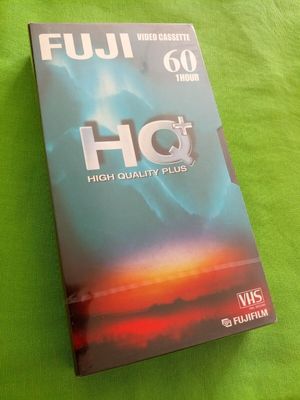 FUJI
VIDEO CASSETTE
60
1 HOUR
HQ+
HIGH QUALITY PLUS
VHS
FUJIFILM